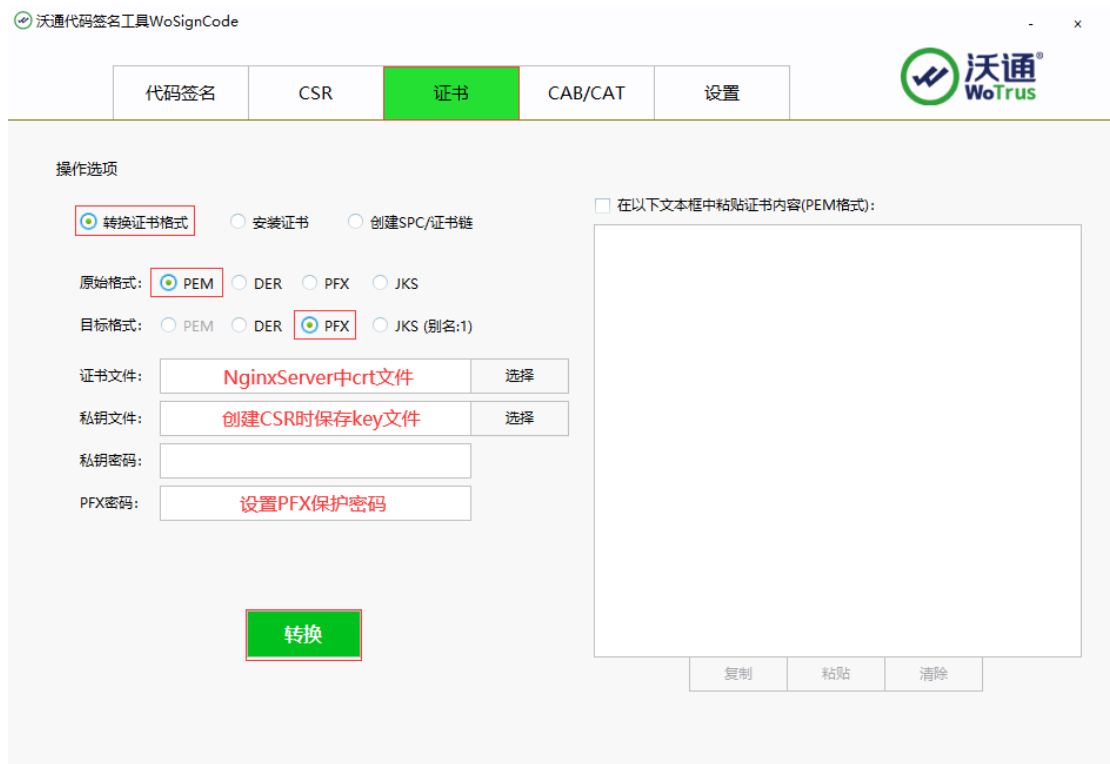 沃通代码签名工具WoSignCode
- ×
沃通®
WoTrus
代码签名 CSR 证书 CAB/CAT 设置
操作选项
转换证书格式 安装证书 创建SPC/证书链
在以下文本框中粘贴证书内容(PEM格式):
原始格式: PEM DER PFX JKS
目标格式: PEM DER PFX JKS (别名:1)
证书文件: NginxServer中crt文件 选择
私钥文件: 创建CSR时保存key文件 选择
私钥密码:
PFX密码: 设置PFX保护密码
转换
复制 粘贴 清除